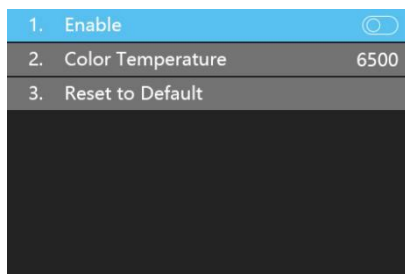 1. Enable
2. Color Temperature 6500
3. Reset to Default